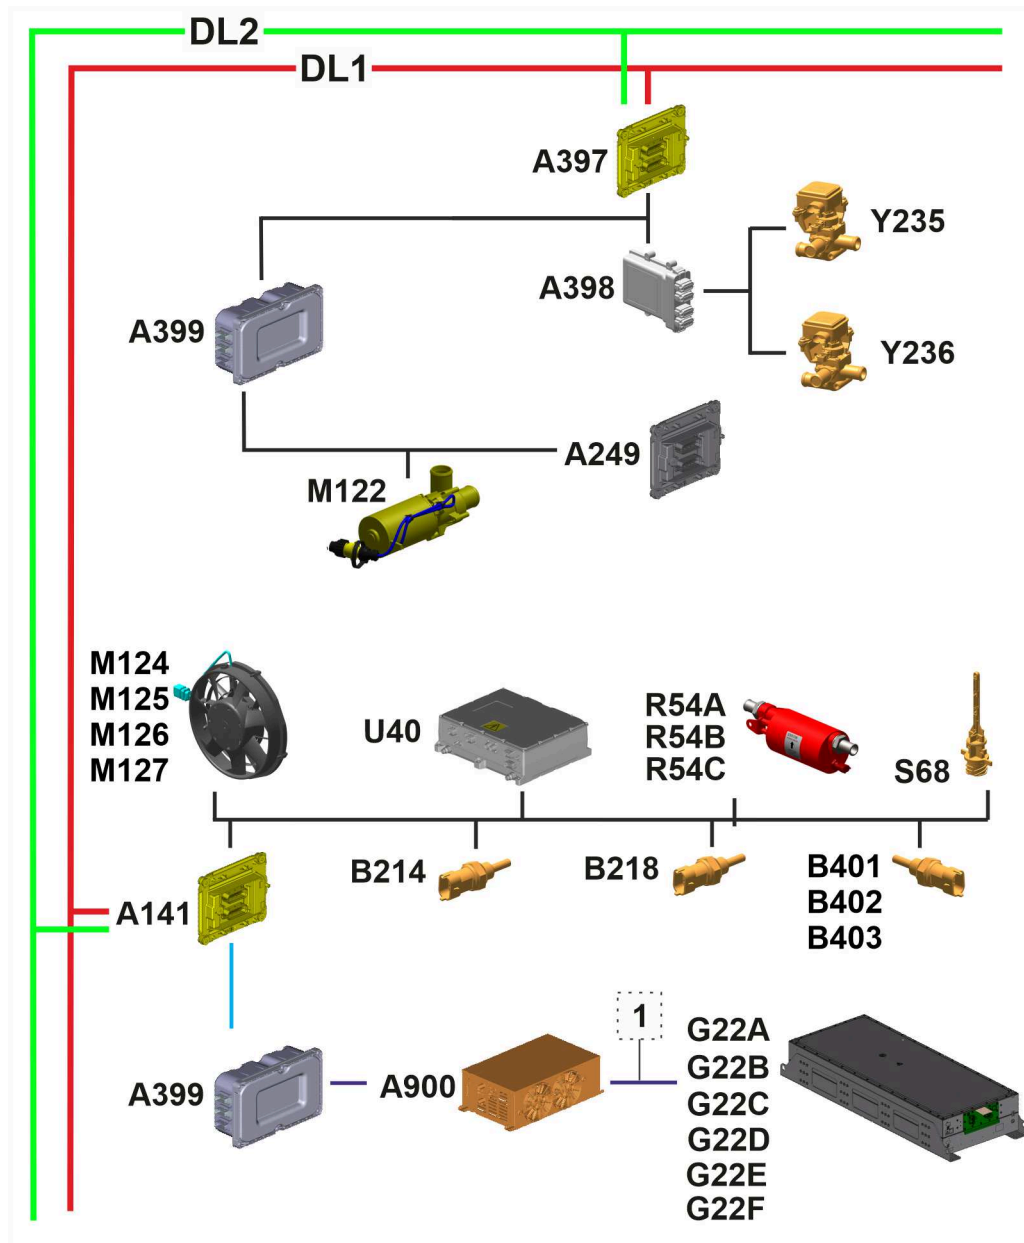 DL2
DL1
A397
Y235
A398
A399
Y236
A249
M122
M124
M125
M126
M127
U40
R54A
R54B
R54C
S68
B214
B218
B401
B402
B403
A141
1
A399
A900
G22A
G22B
G22C
G22D
G22E
G22F